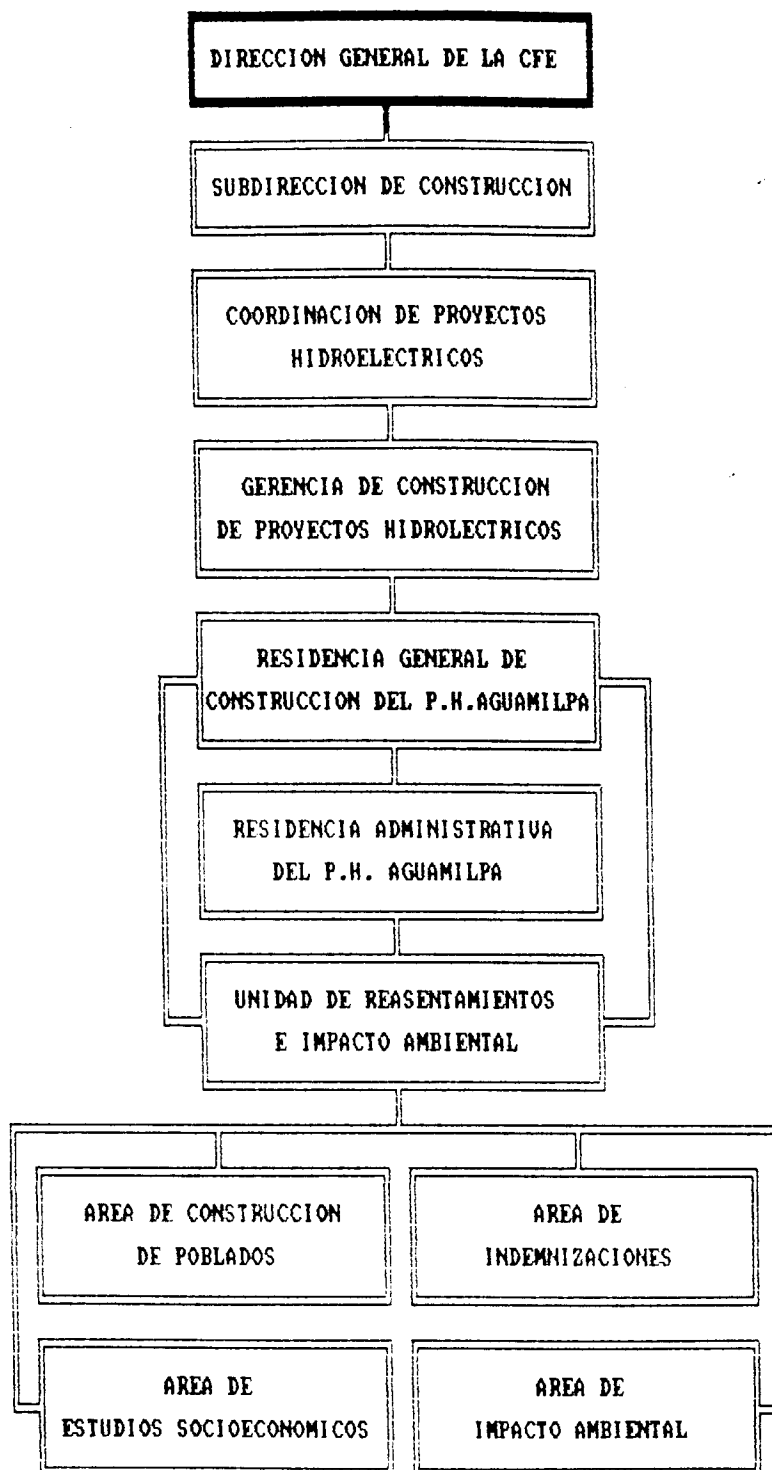 DIRECCION GENERAL DE LA CFE
SUBDIRECCION DE CONSTRUCCION
COORDINACION DE PROYECTOS
HIDROELECTRICOS
GERENCIA DE CONSTRUCCION
DE PROYECTOS HIDROLECTRICOS
RESIDENCIA GENERAL DE
CONSTRUCCION DEL P.H.AGUAMILPA
RESIDENCIA ADMINISTRATIVA
DEL P.H. AGUAMILPA
UNIDAD DE REASENTAMIENTOS
E IMPACTO AMBIENTAL
AREA DE CONSTRUCCION
DE POBLADOS
AREA DE
INDEMNIZACIONES
AREA DE
ESTUDIOS SOCIOECONOMICOS
AREA DE
IMPACTO AMBIENTAL